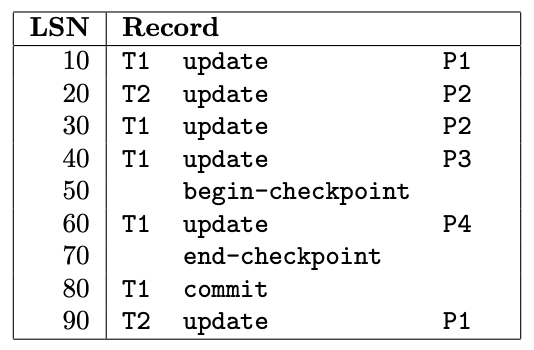 LSN Record
10 T1 update P1
20 T2 update P2
30 T1 update P2
40 T1 update P3
50 begin-checkpoint
60 T1 update P4
70 end-checkpoint
80 T1 commit
90 T2 update P1